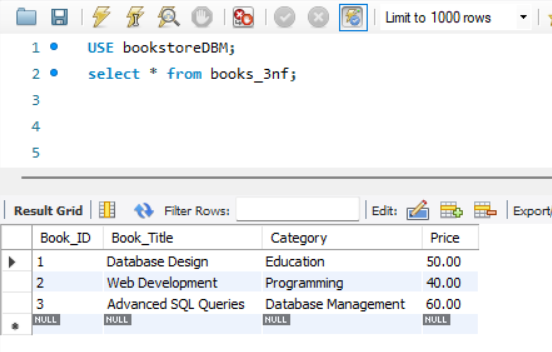 Limit to 1000 rows
1 USE bookstoreDBM;
2 select * from books_3nf;
3
4
5
Result Grid Filter Rows: Edit: Export/
Book_ID Book_Title Category Price
1 Database Design Education 50.00
2 Web Development Programming 40.00
3 Advanced SQL Queries Database Management 60.00
NULL NULL NULL NULL